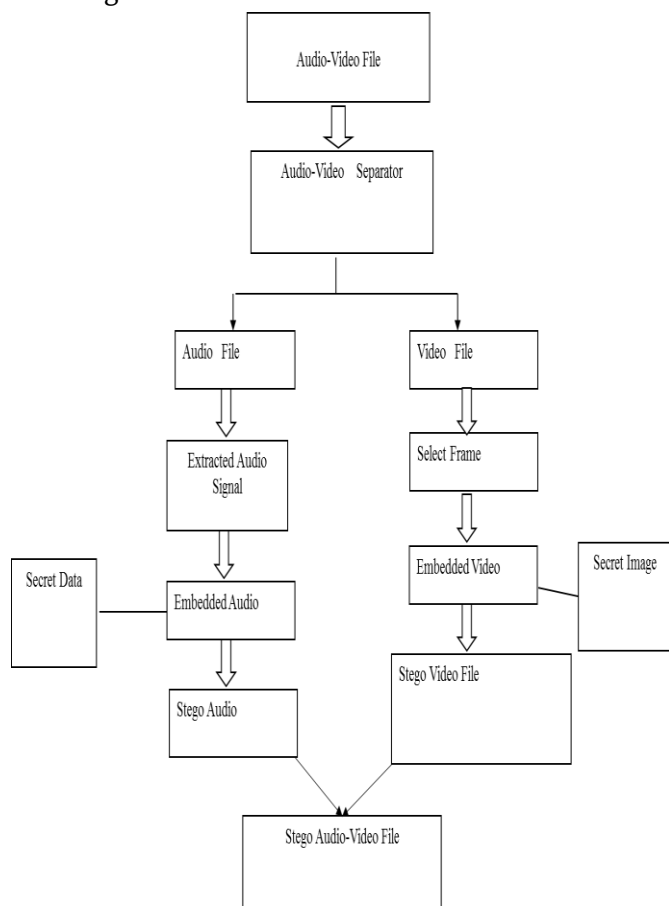 Audio-Video File
Audio-Video Separator
Audio File
Video File
Extracted Audio
Signal
Select Frame
Secret Data
Embedded Audio
Embedded Video
Secret Image
Stego Audio
Stego Video File
Stego Audio-Video File